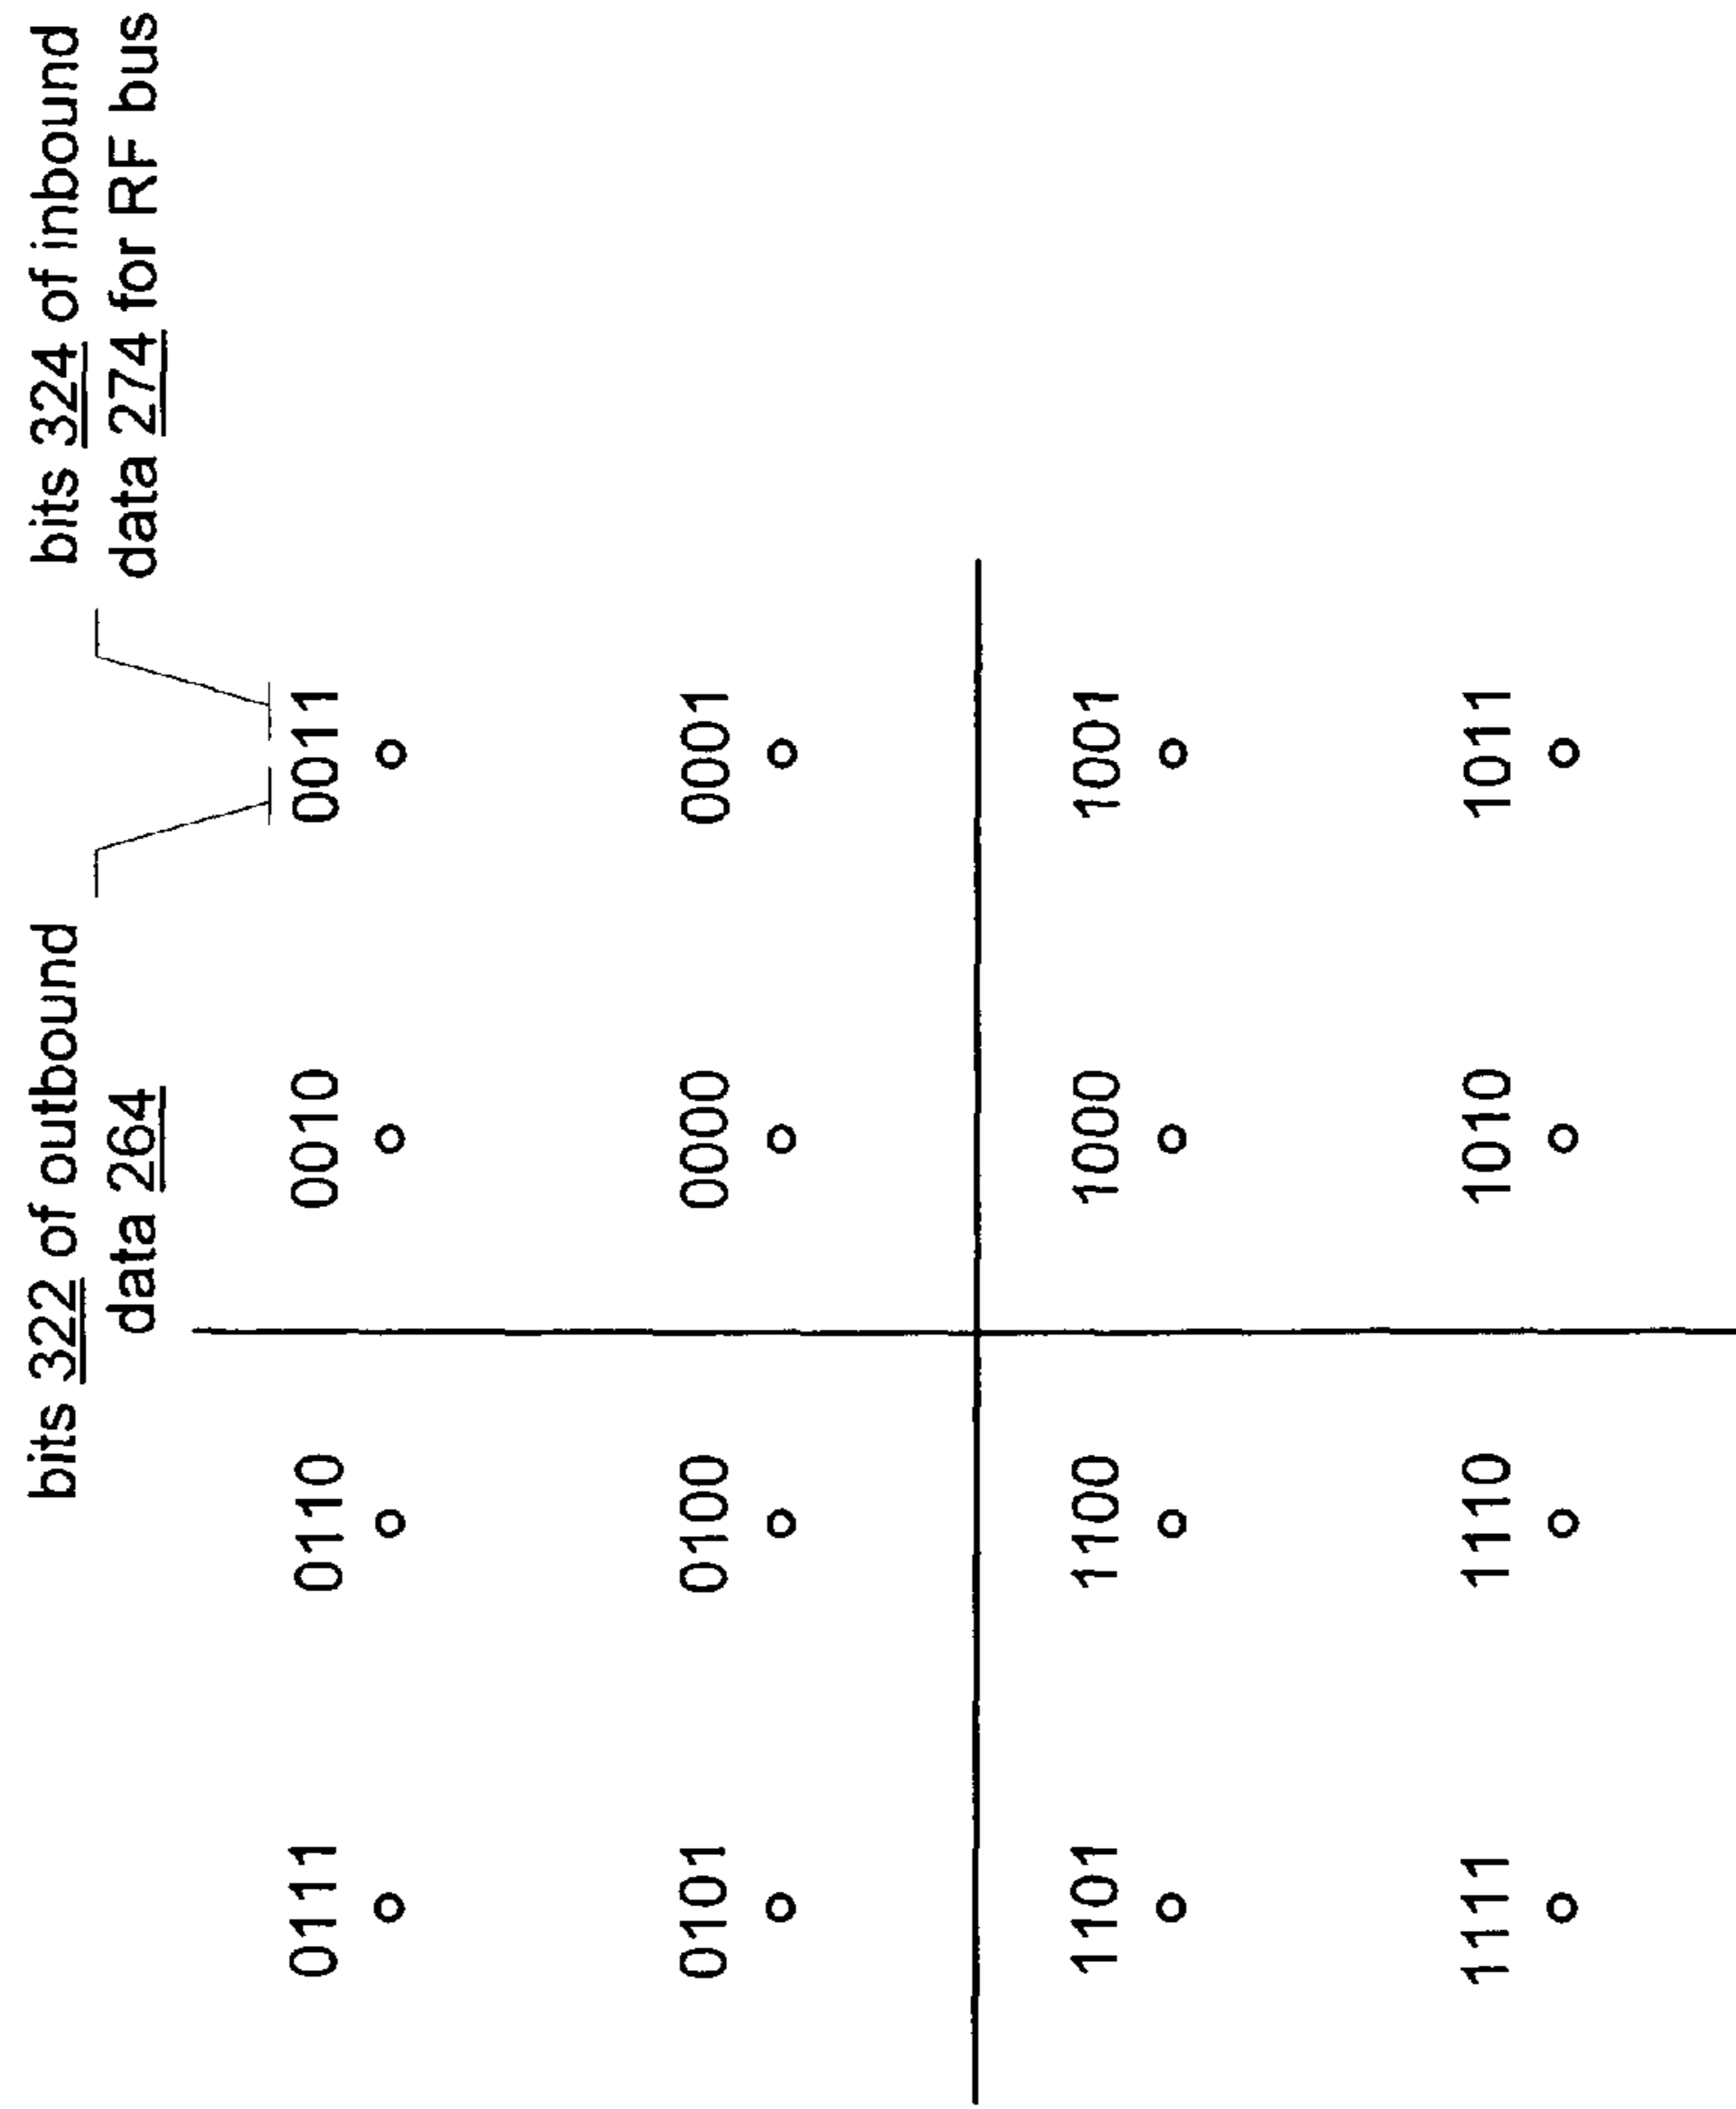 bits 322 of outbound
data 264
bits 324 of inbound
data 274 for RF bus
0111 0110 0010 0011
0101 0100 0000 0001
1101 1100 1000 1001
1111 1110 1010 1011